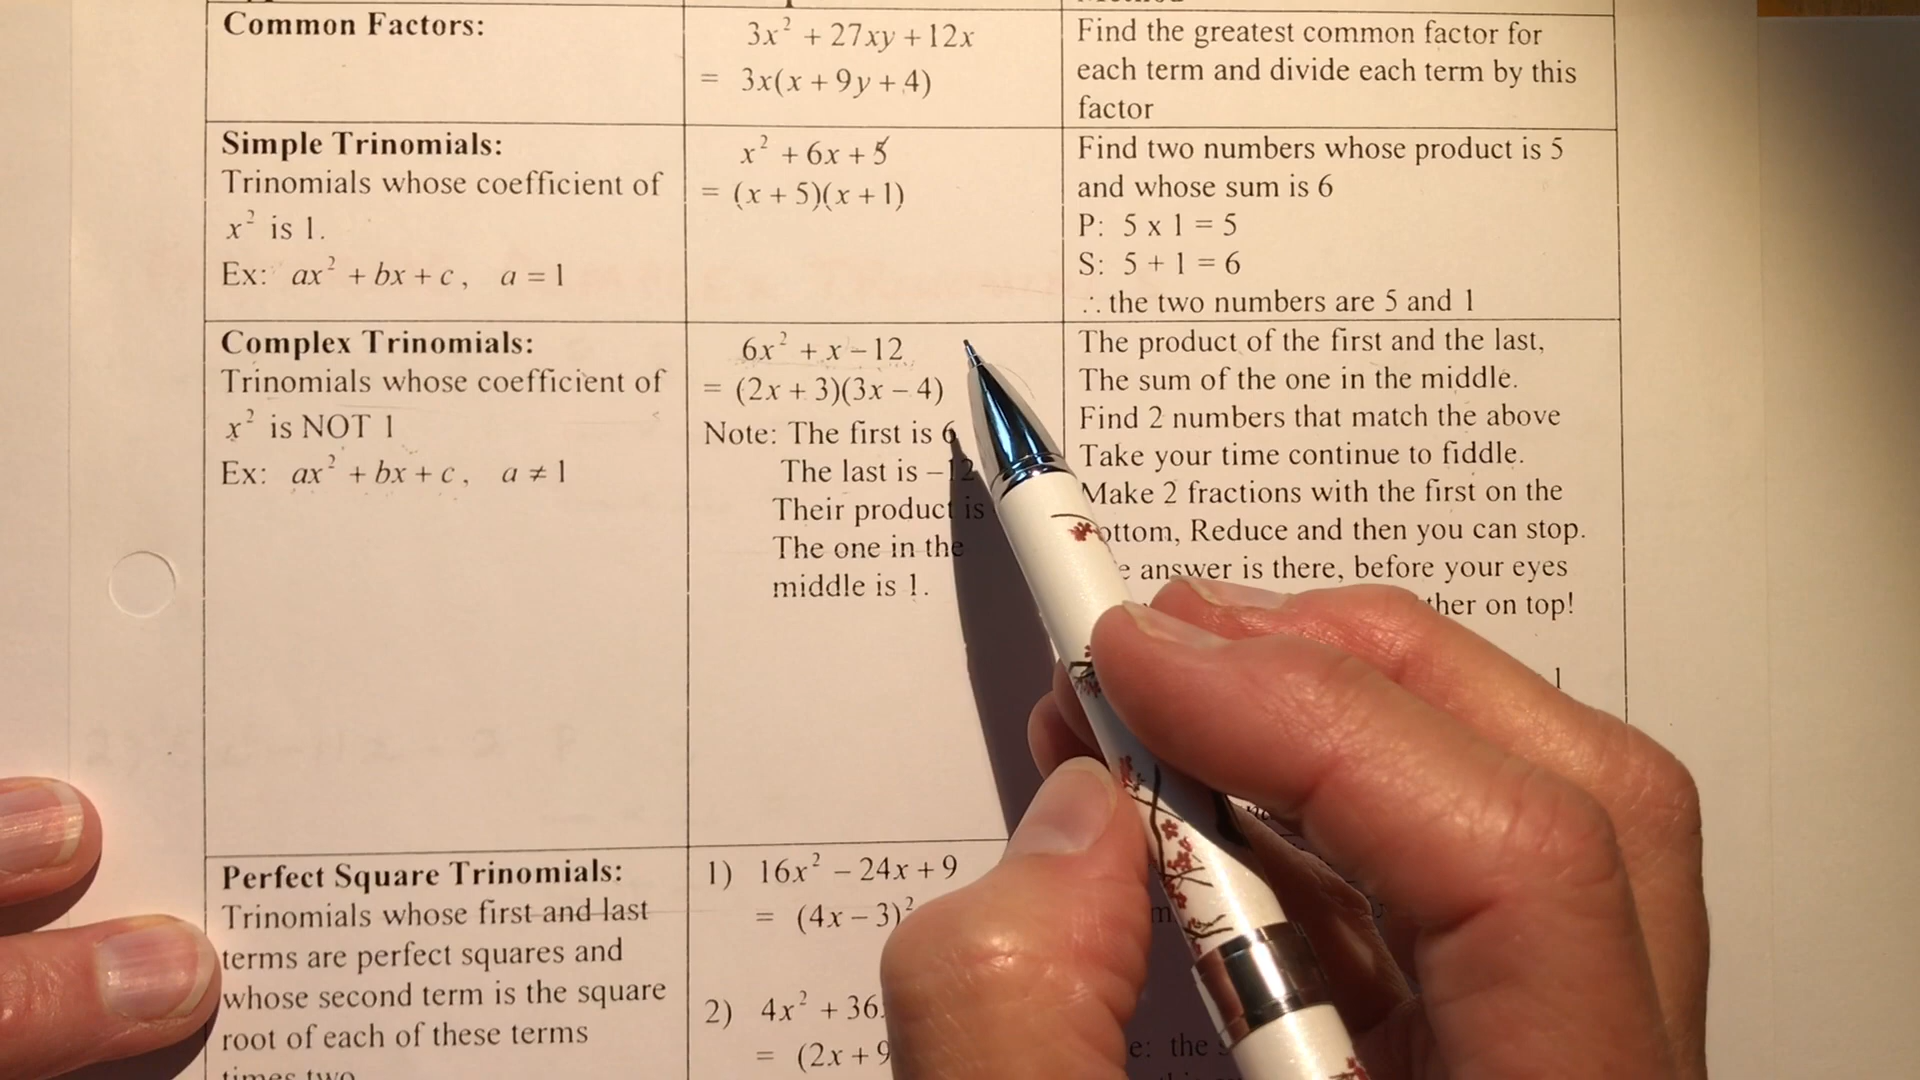 Common Factors:
3x² + 27xy + 12x
= 3x(x + 9y + 4)
Find the greatest common factor for
each term and divide each term by this
factor
Simple Trinomials:
Trinomials whose coefficient of
x² is 1.
Ex: ax² + bx + c, a = 1
x² + 6x + 5
= (x + 5)(x + 1)
Find two numbers whose product is 5
and whose sum is 6
P: 5 x 1 = 5
S: 5 + 1 = 6
∴ the two numbers are 5 and 1
Complex Trinomials:
Trinomials whose coefficient of
x² is NOT 1
Ex: ax² + bx + c, a ≠ 1
6x² + x – 12
= (2x + 3)(3x – 4)
Note: The first is 6
The last is –12
Their product is
The one in the
middle is 1.
The product of the first and the last,
The sum of the one in the middle.
Find 2 numbers that match the above
Take your time continue to fiddle.
Make 2 fractions with the first on the
ottom, Reduce and then you can stop.
answer is there, before your eyes
on top!
1
Perfect Square Trinomials:
Trinomials whose first and last
terms are perfect squares and
whose second term is the square
root of each of these terms
times two
1) 16x² – 24x + 9
= (4x – 3)²
2) 4x² + 36
= (2x + 9
the